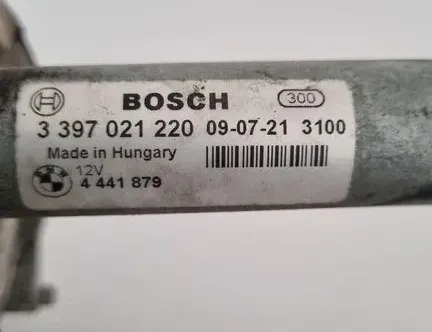 BOSCH 300
3 397 021 220 09-07-21 3100
Made in Hungary
12V
4 441 879